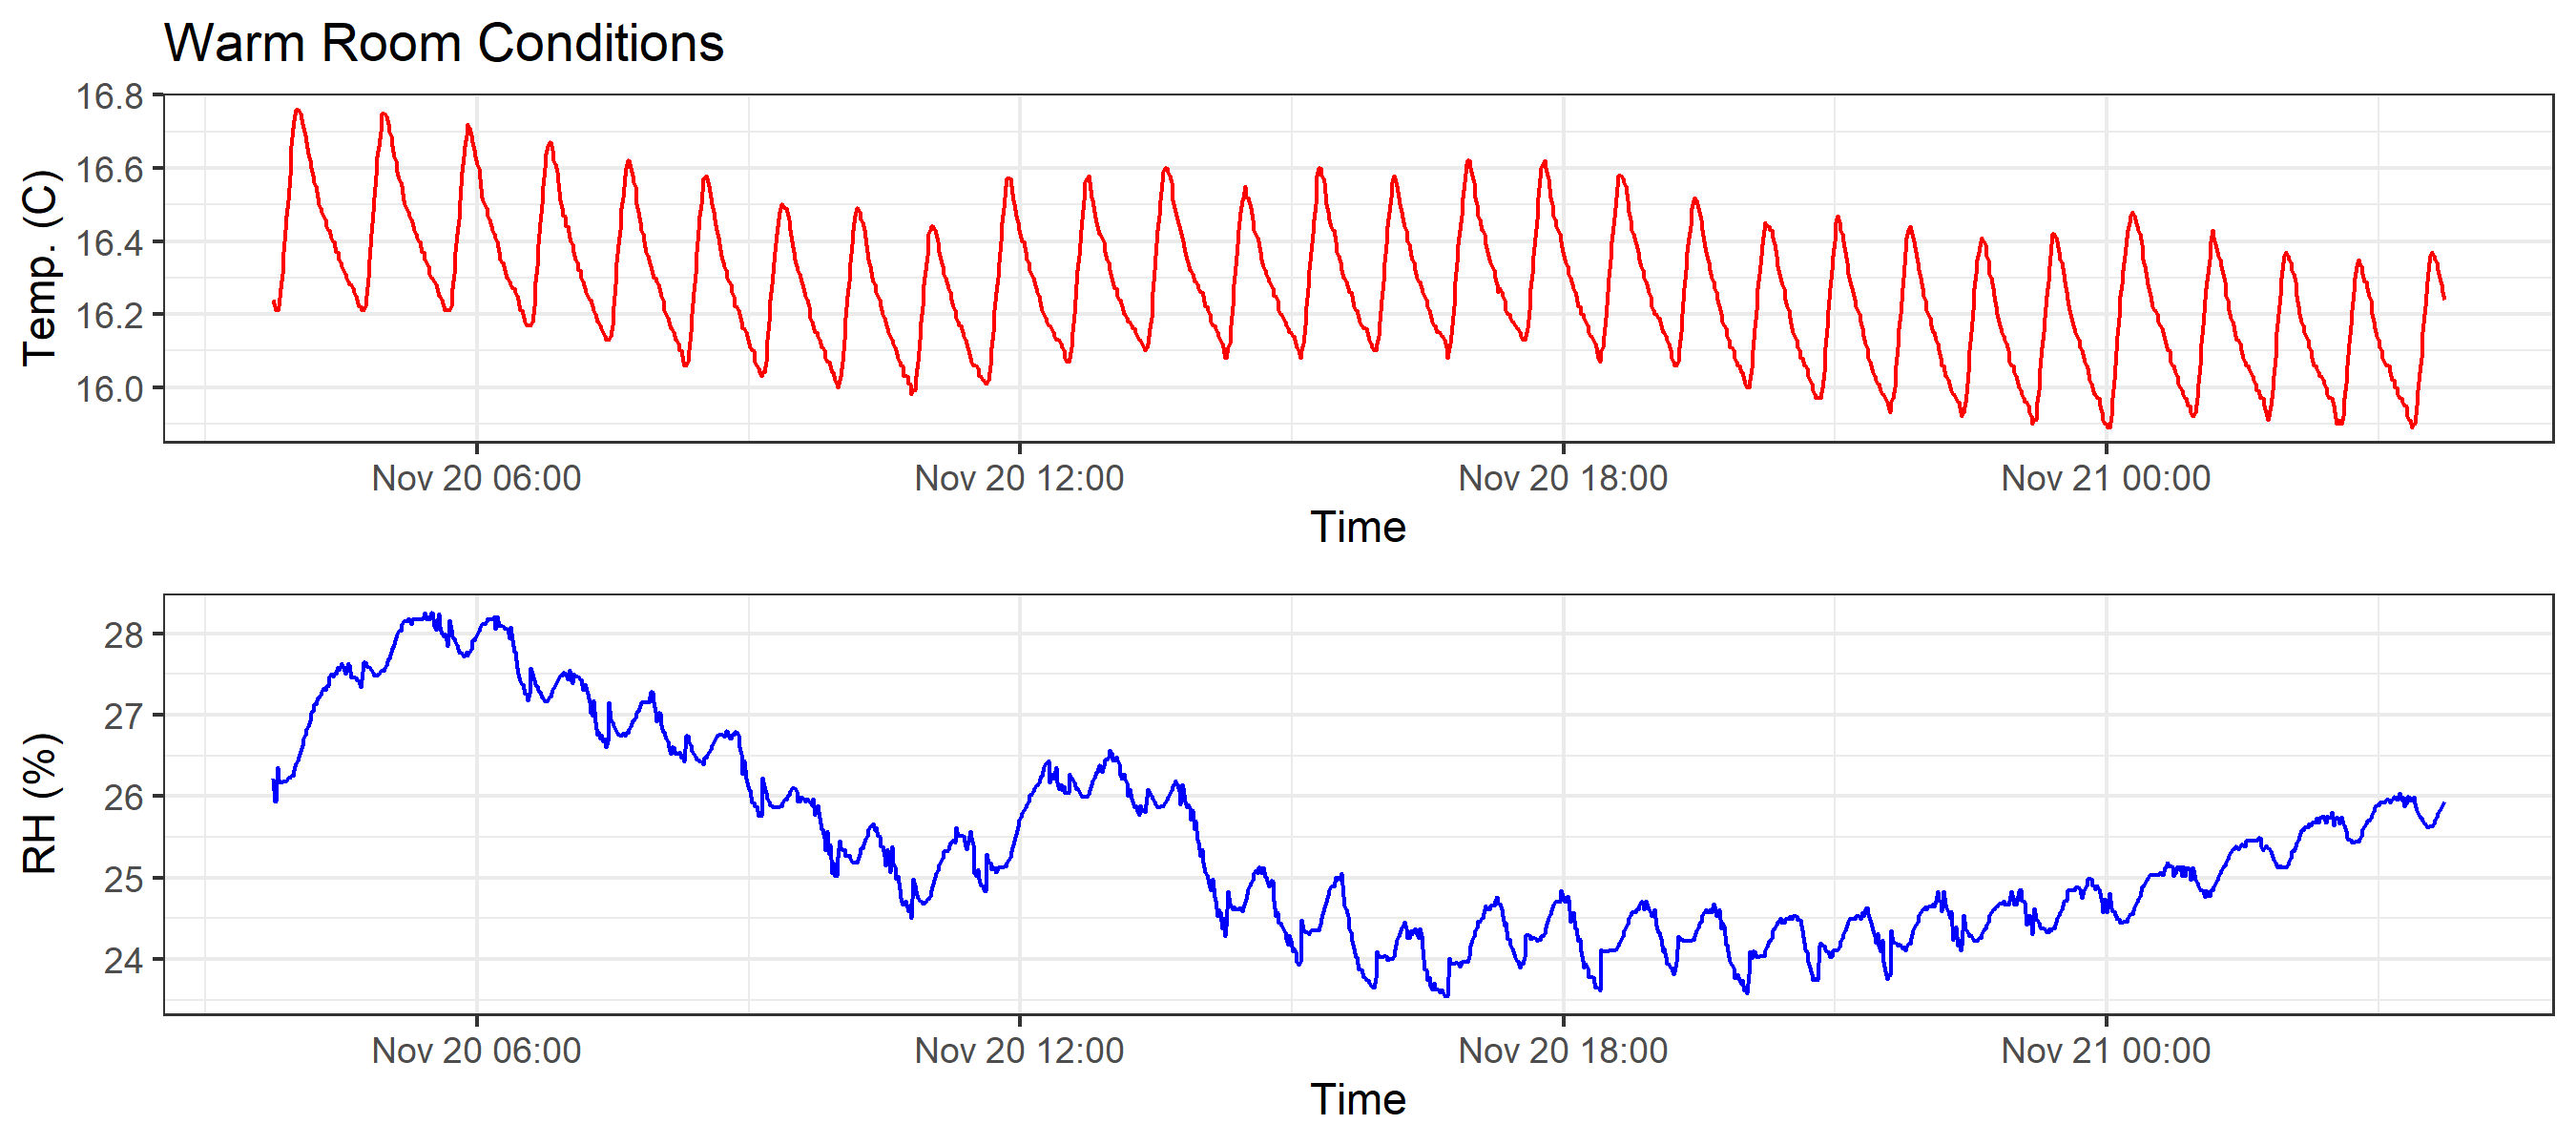 Warm Room Conditions
16.8
16.6
16.4
16.2
16.0
Temp. (C)
Nov 20 06:00 Nov 20 12:00 Nov 20 18:00 Nov 21 00:00
Time
28
27
26
25
24
RH (%)
Nov 20 06:00 Nov 20 12:00 Nov 20 18:00 Nov 21 00:00
Time